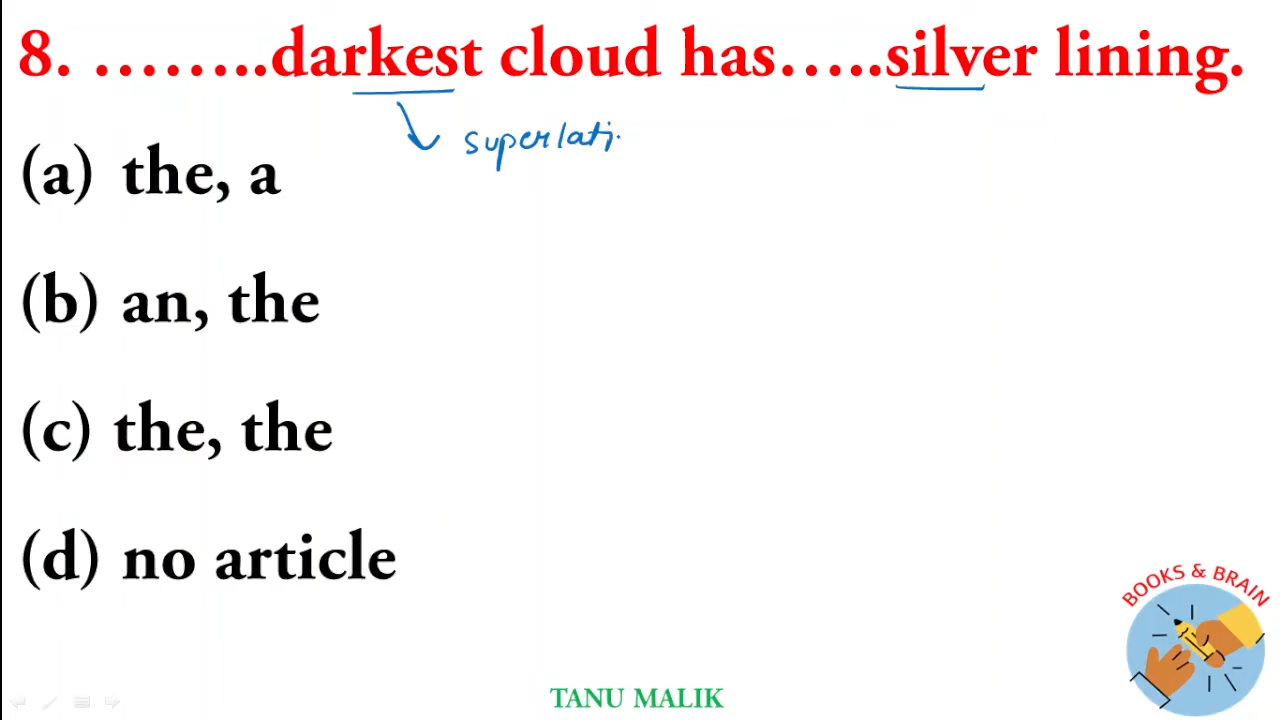 8. ……..darkest cloud has…..silver lining.
superlati
(a) the, a
(b) an, the
(c) the, the
(d) no article
BOOKS & BRAIN
TANU MALIK